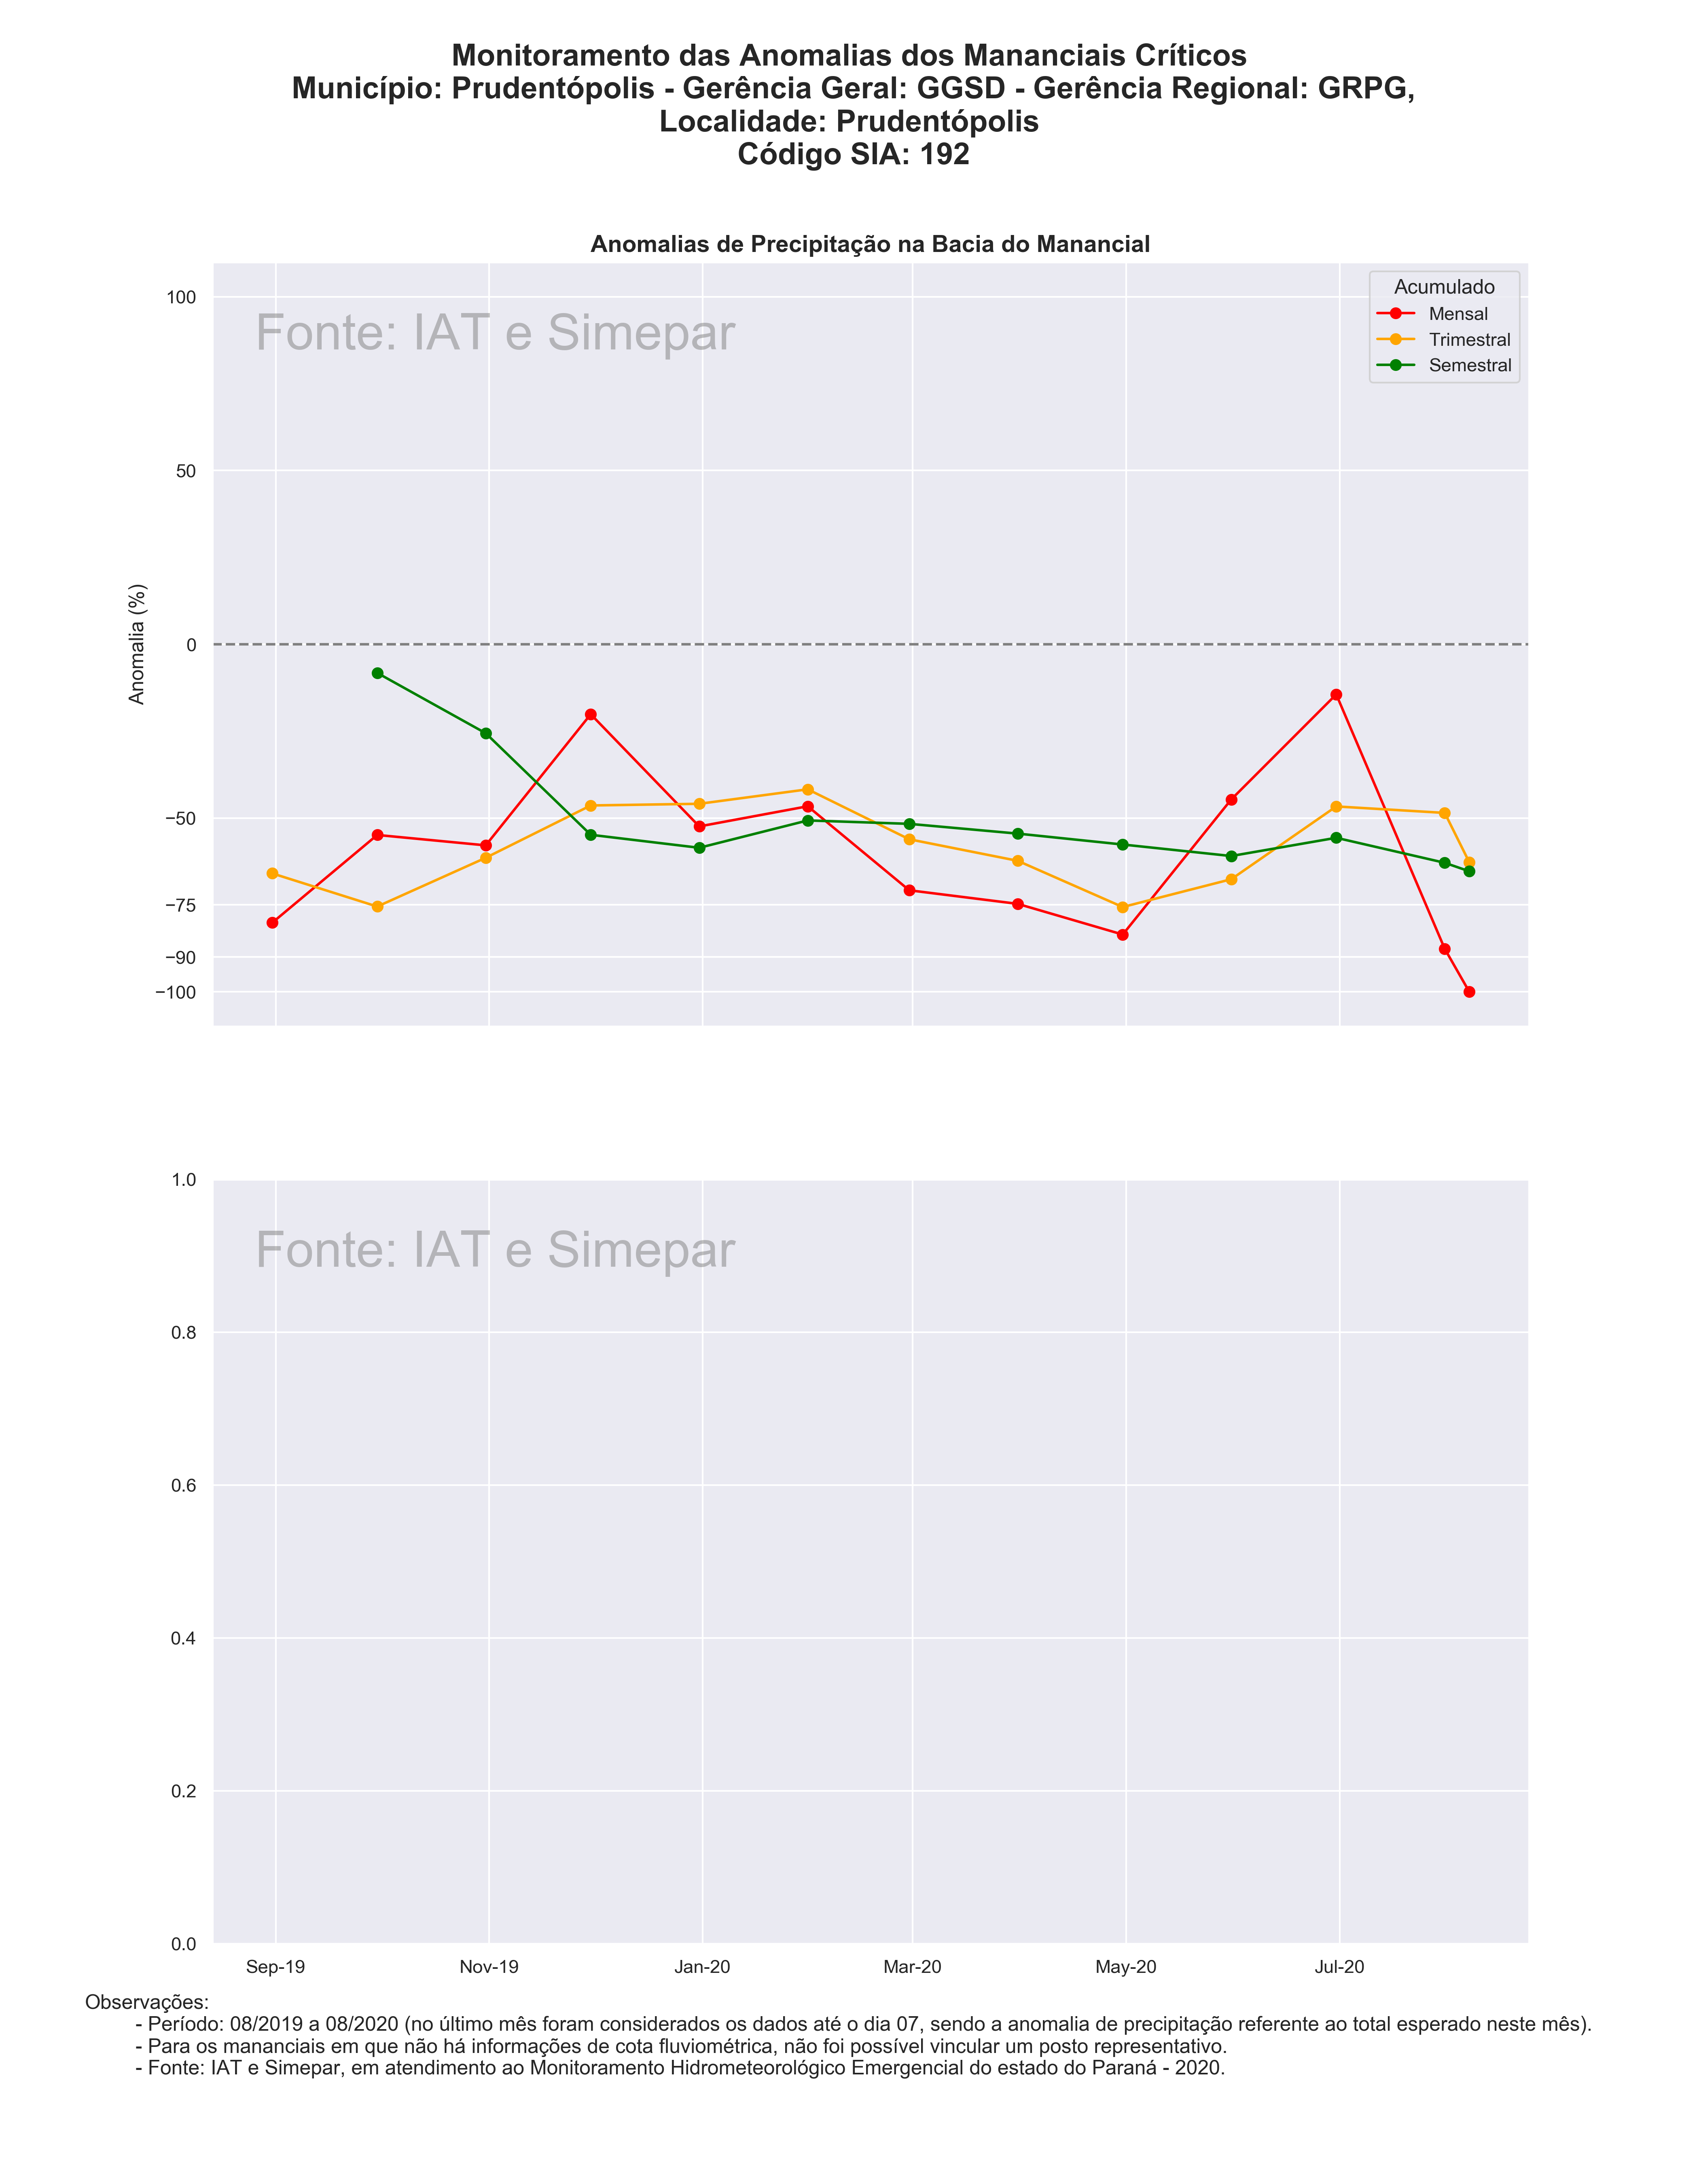 Monitoramento das Anomalias dos Mananciais Críticos
Município: Prudentópolis - Gerência Geral: GGSD - Gerência Regional: GRPG,
Localidade: Prudentópolis
Código SIA: 192
Anomalias de Precipitação na Bacia do Manancial
Fonte: IAT e Simepar
Acumulado
Mensal
Trimestral
Semestral
Anomalia (%)
100
50
0
−50
−75
−90
−100
Fonte: IAT e Simepar
1.0
0.8
0.6
0.4
0.2
0.0
Sep-19 Nov-19 Jan-20 Mar-20 May-20 Jul-20
Observações:
- Período: 08/2019 a 08/2020 (no último mês foram considerados os dados até o dia 07, sendo a anomalia de precipitação referente ao total esperado neste mês).
- Para os mananciais em que não há informações de cota fluviométrica, não foi possível vincular um posto representativo.
- Fonte: IAT e Simepar, em atendimento ao Monitoramento Hidrometeorológico Emergencial do estado do Paraná - 2020.